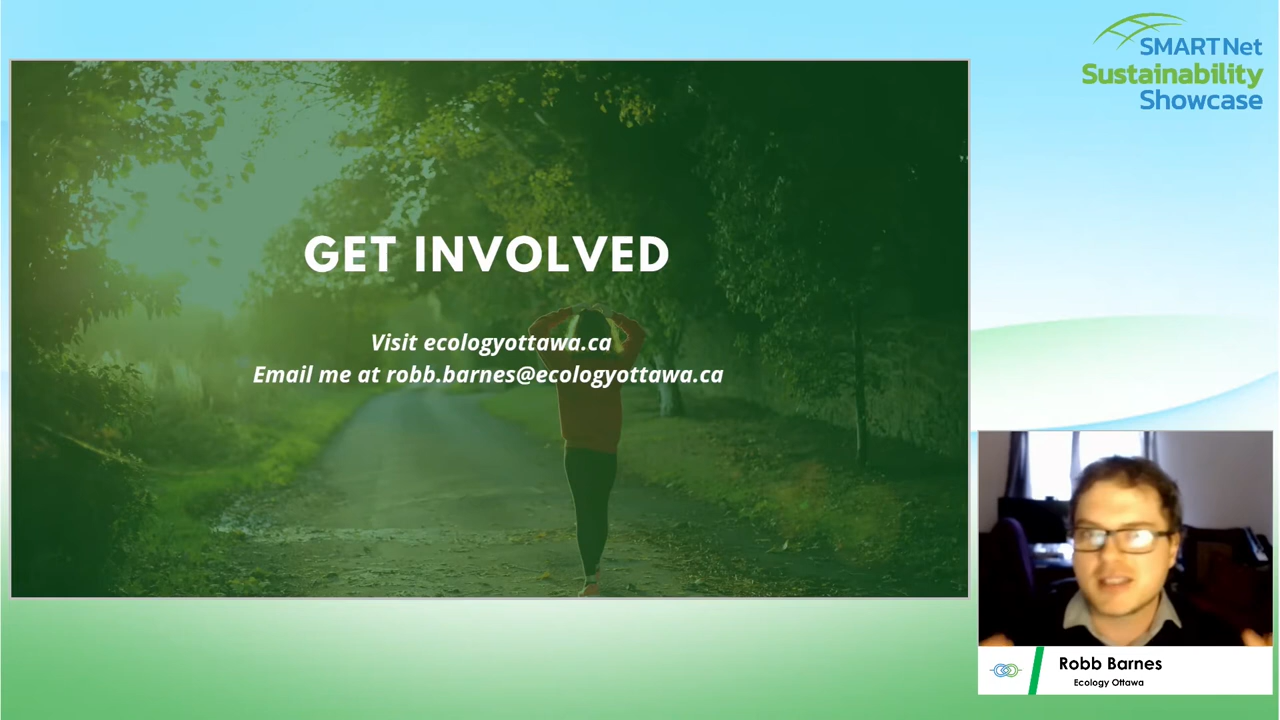 SMARTNet
Sustainability
Showcase
GET INVOLVED
Visit ecologyottawa.ca
Email me at robb.barnes@ecologyottawa.ca
Robb Barnes
Ecology Ottawa